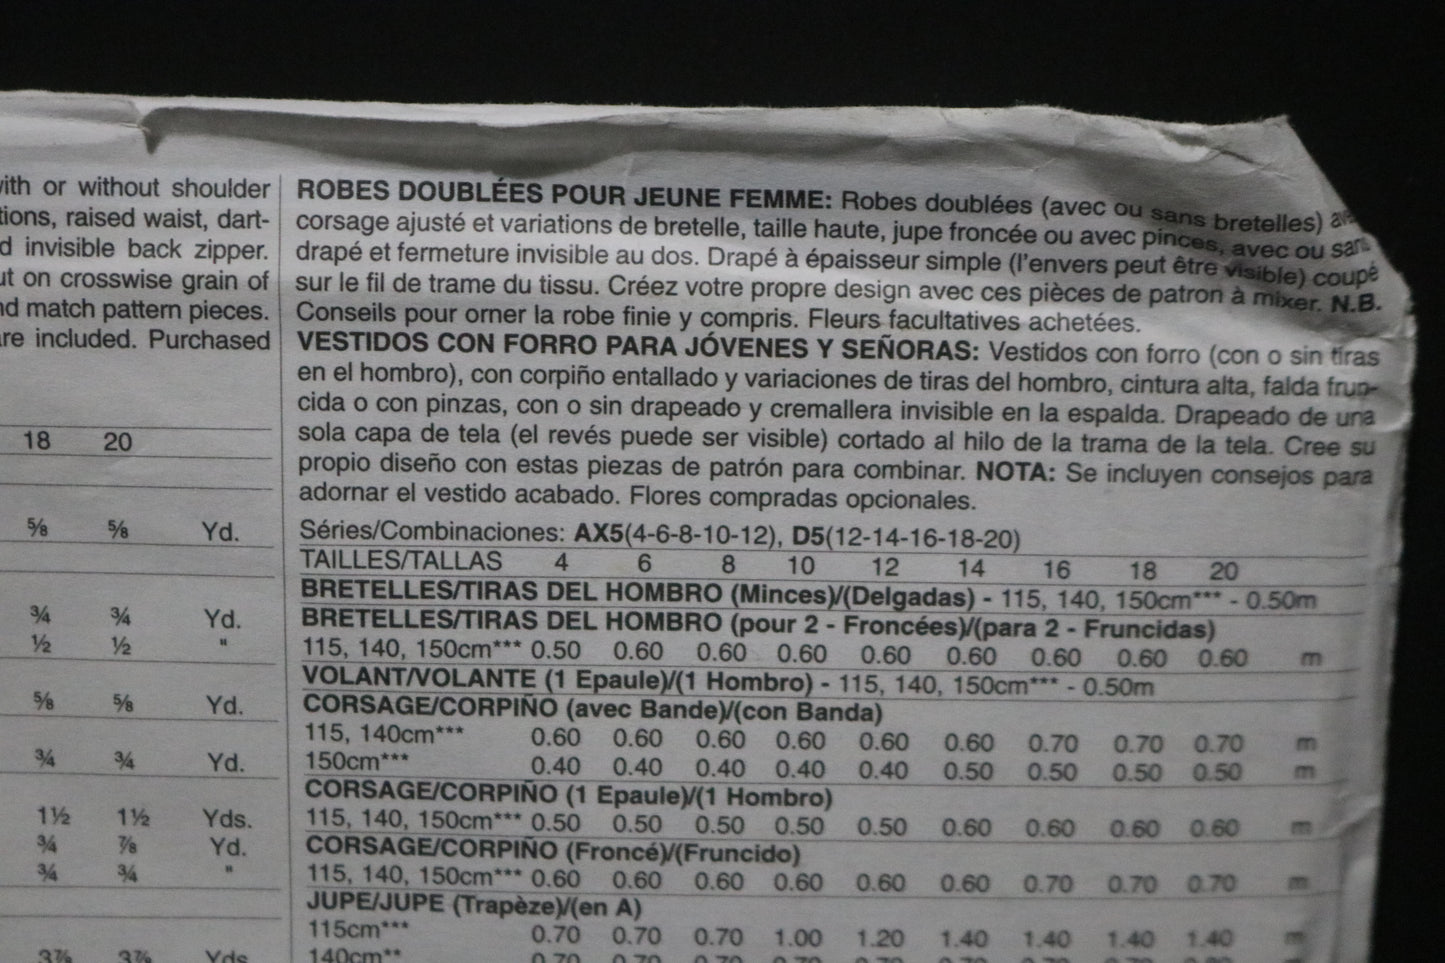 with or without shoulder
tions, raised waist, dart-
d invisible back zipper.
ut on crosswise grain of
nd match pattern pieces.
are included. Purchased
18 20
⅝ ⅝ Yd.
¾ ¾ Yd.
½ ½ "
⅝ ⅝ Yd.
¾ ¾ Yd.
1½ 1½ Yds.
¾ ⅞ Yd.
¾ ¾ "
3⅞ 3⅞ Yds
ROBES DOUBLÉES POUR JEUNE FEMME: Robes doublées (avec ou sans bretelles)
corsage ajusté et variations de bretelle, taille haute, jupe froncée ou avec pinces, avec ou sans
drapé et fermeture invisible au dos. Drapé à épaisseur simple (l'envers peut être visible) coupé
sur le fil de trame du tissu. Créez votre propre design avec ces pièces de patron à mixer. N.B.
Conseils pour orner la robe finie y compris. Fleurs facultatives achetées.
VESTIDOS CON FORRO PARA JÓVENES Y SEÑORAS: Vestidos con forro (con o sin tiras
en el hombro), con corpiño entallado y variaciones de tiras del hombro, cintura alta, falda frun-
cida o con pinzas, con o sin drapeado y cremallera invisible en la espalda. Drapeado de una
sola capa de tela (el revés puede ser visible) cortado al hilo de la trama de la tela. Cree su
propio diseño con estas piezas de patrón para combinar. NOTA: Se incluyen consejos para
adornar el vestido acabado. Flores compradas opcionales.
Séries/Combinaciones: AX5(4-6-8-10-12), D5(12-14-16-18-20)
TAILLES/TALLAS 4 6 8 10 12 14 16 18 20
BRETELLES/TIRAS DEL HOMBRO (Minces)/(Delgadas) - 115, 140, 150cm*** - 0.50m
BRETELLES/TIRAS DEL HOMBRO (pour 2 - Froncées)/(para 2 - Fruncidas)
115, 140, 150cm*** 0.50 0.60 0.60 0.60 0.60 0.60 0.60 0.60 0.60 m
VOLANT/VOLANTE (1 Epaule)/(1 Hombro) - 115, 140, 150cm*** - 0.50m
CORSAGE/CORPIÑO (avec Bande)/(con Banda)
115, 140cm*** 0.60 0.60 0.60 0.60 0.60 0.60 0.70 0.70 0.70 m
150cm*** 0.40 0.40 0.40 0.40 0.40 0.50 0.50 0.50 0.50 m
CORSAGE/CORPIÑO (1 Epaule)/(1 Hombro)
115, 140, 150cm*** 0.50 0.50 0.50 0.50 0.50 0.60 0.60 0.60 0.60 m
CORSAGE/CORPIÑO (Froncé)/(Fruncido)
115, 140, 150cm*** 0.60 0.60 0.60 0.60 0.60 0.60 0.70 0.70 0.70 m
JUPE/JUPE (Trapèze)/(en A)
115cm*** 0.70 0.70 0.70 1.00 1.20 1.40 1.40 1.40 1.40 m
140cm** 0.70 0.70 0.70